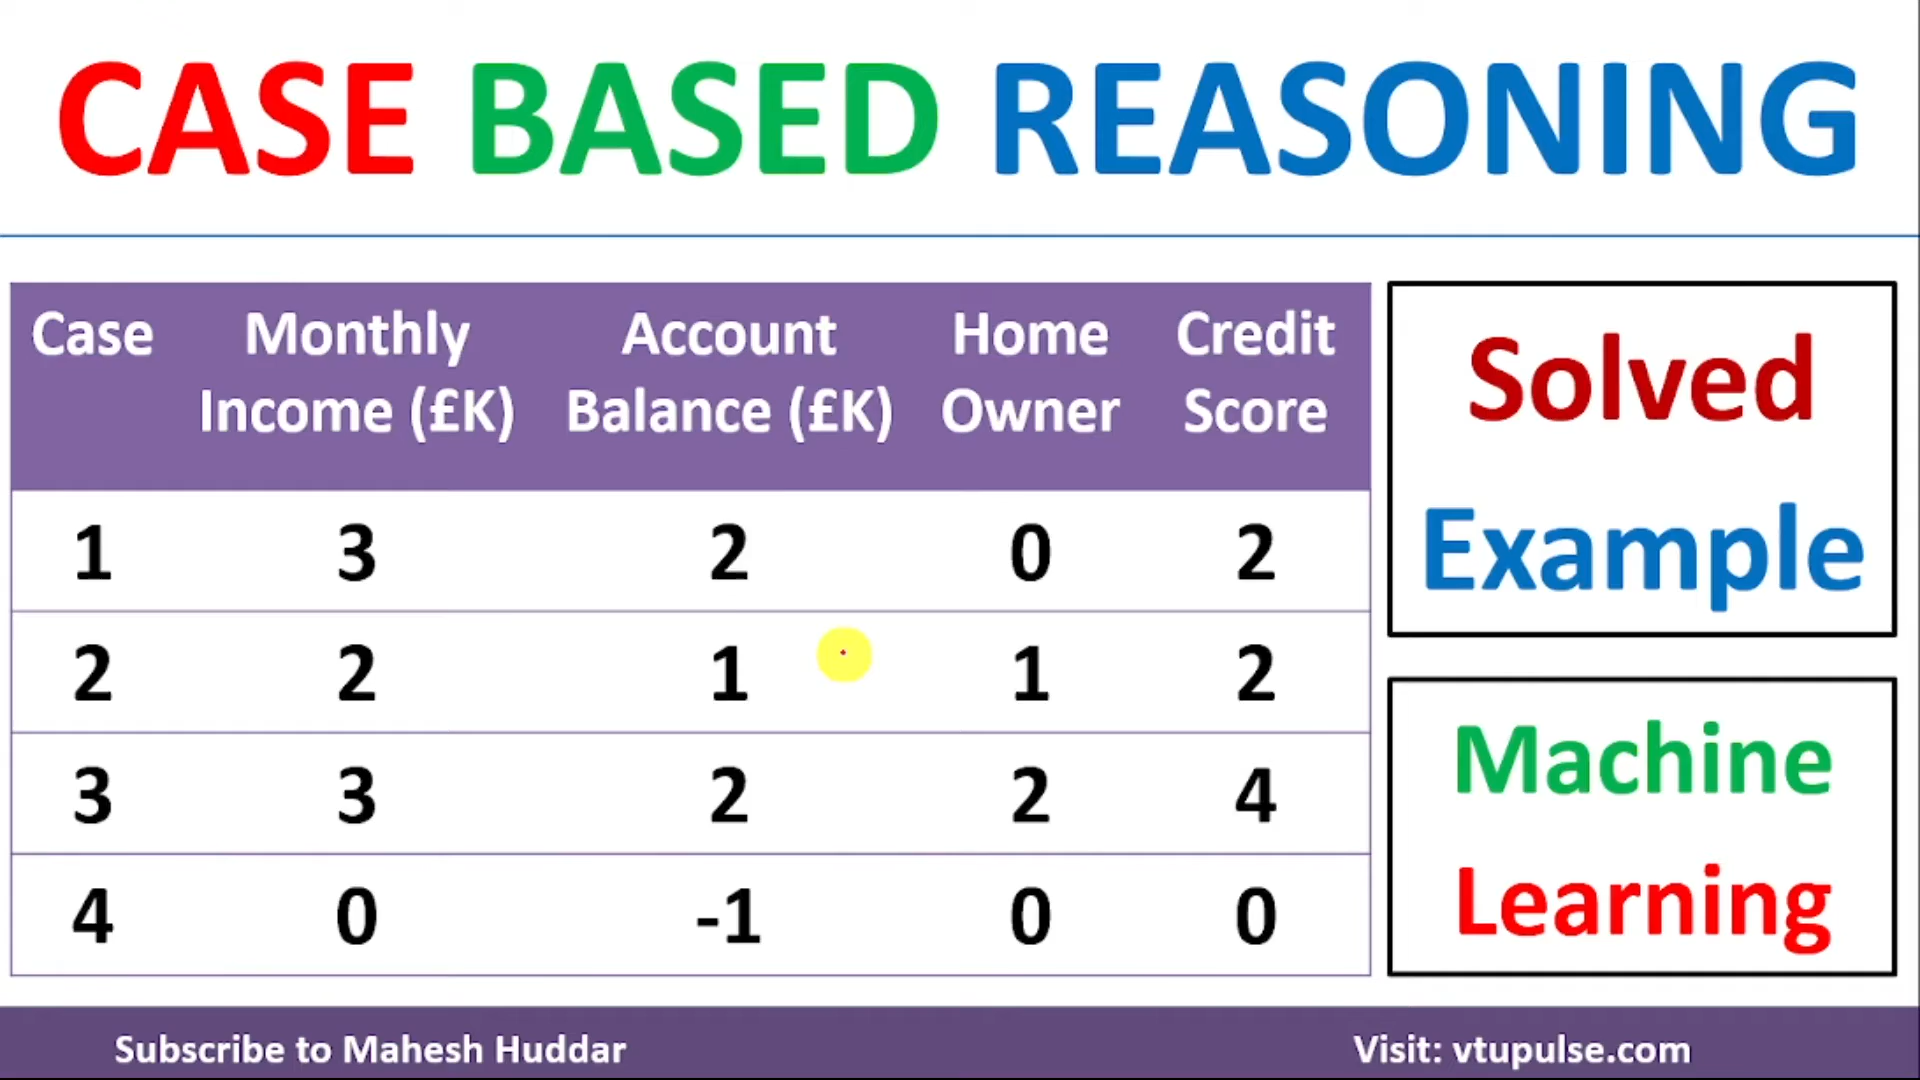 CASE BASED REASONING
Case Monthly Income (£K) Account Balance (£K) Home Owner Credit Score
1 3 2 0 2
2 2 1 1 2
3 3 2 2 4
4 0 -1 0 0
Solved
Example
Machine
Learning
Subscribe to Mahesh Huddar
Visit: vtupulse.com